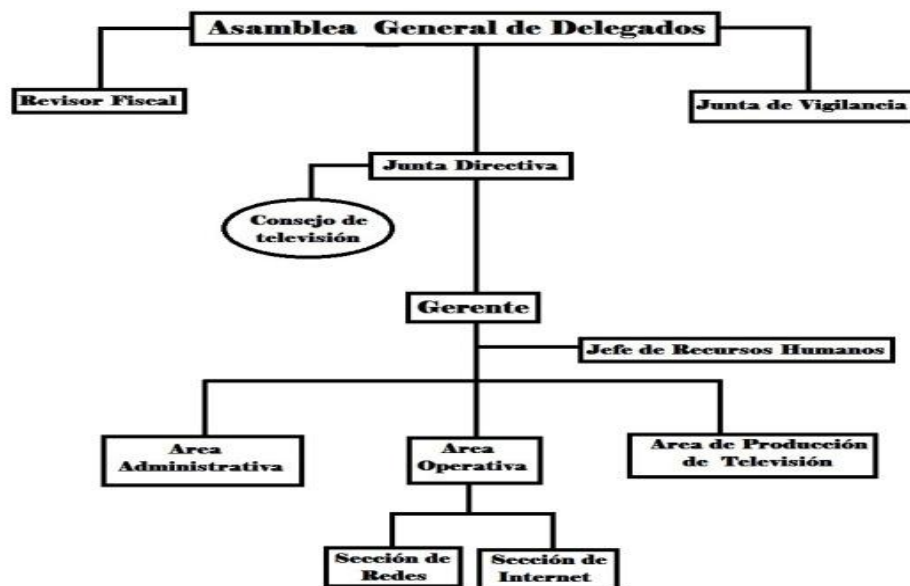 Asamblea General de Delegados
Revisor Fiscal
Junta de Vigilancia
Junta Directiva
Consejo de
televisión
Gerente
Jefe de Recursos Humanos
Area
Administrativa
Area
Operativa
Area de Producción
de Televisión
Sección de
Redes
Sección de
Internet